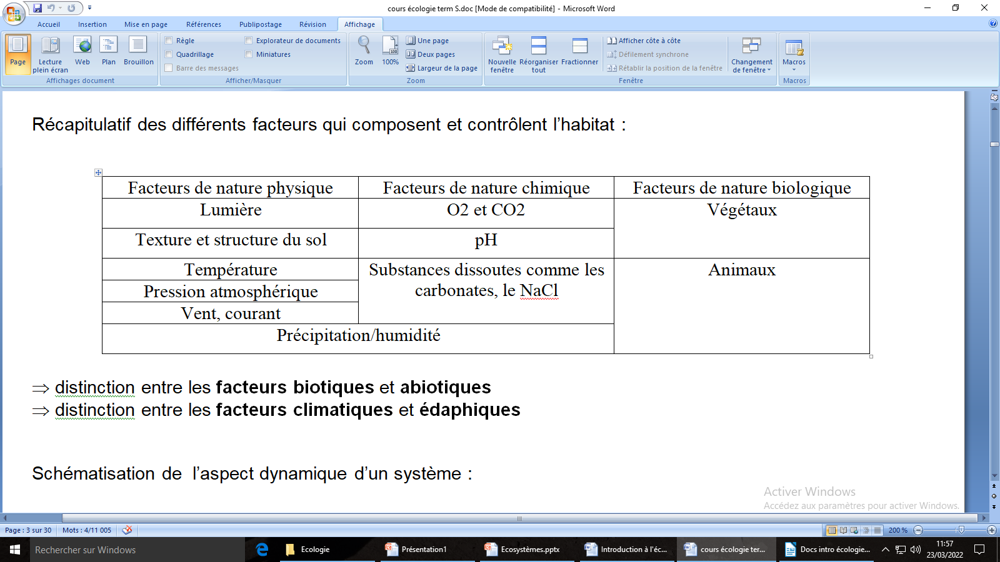 cours écologie term S.doc [Mode de compatibilité] - Microsoft Word
Accueil Insertion Mise en page Références Publipostage Révision Affichage
Page
Lecture plein écran
Web
Plan
Brouillon
Affichages document
Règle
Quadrillage
Barre des messages
Explorateur de documents
Miniatures
Afficher/Masquer
Zoom
100
100%
Une page
Deux pages
Largeur de la page
Zoom
Nouvelle fenêtre
Réorganiser tout
Fractionner
Afficher côte à côte
Défilement synchrone
Rétablir la position de la fenêtre
Changement de fenêtre
Fenêtre
Macros
Macros
Récapitulatif des différents facteurs qui composent et contrôlent l’habitat :
Facteurs de nature physique Facteurs de nature chimique Facteurs de nature biologique
Lumière O2 et CO2 Végétaux
Texture et structure du sol pH
Température Substances dissoutes comme les Animaux
Pression atmosphérique carbonates, le NaCl
Vent, courant
Précipitation/humidité
⇒ distinction entre les facteurs biotiques et abiotiques
⇒ distinction entre les facteurs climatiques et édaphiques
Schématisation de l’aspect dynamique d’un système :
Activer Windows
Accédez aux paramètres pour activer Windows.
Page : 3 sur 30 Mots : 4/11 005 200 %
Rechercher sur Windows Ecologie Présentation1 Ecosystèmes.pptx Introduction à l'éc... cours écologie ter... Docs intro écologie...
11:57
23/03/2022